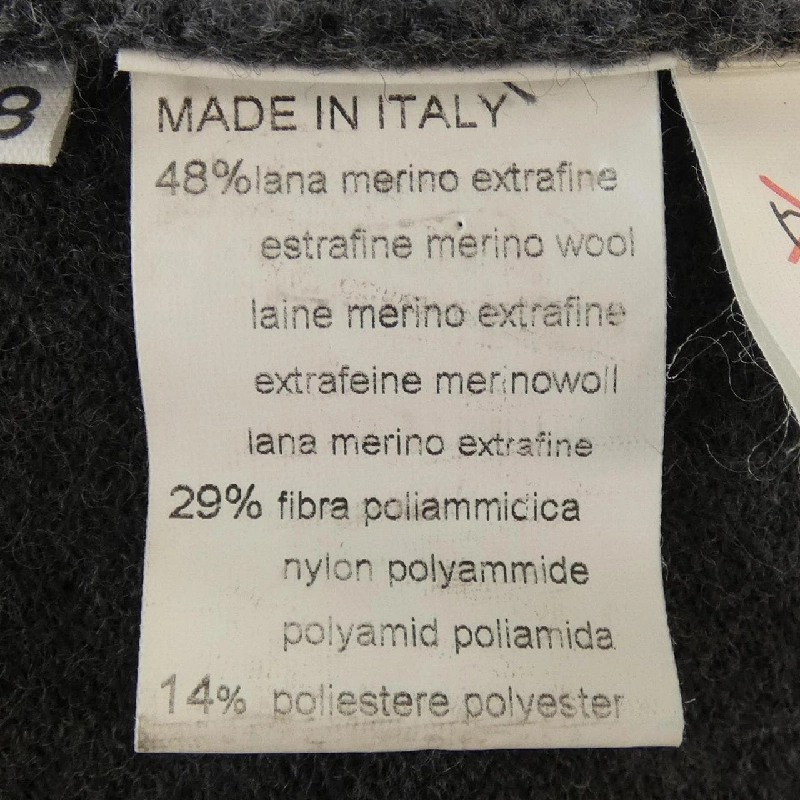 8
MADE IN ITALY
48% lana merino extrafine
estrafine merino wool
laine merino extrafine
extrafeine merinowoll
lana merino extrafine
29% fibra poliammidica
nylon polyammide
polyamid poliamida
14% poliestere polyester